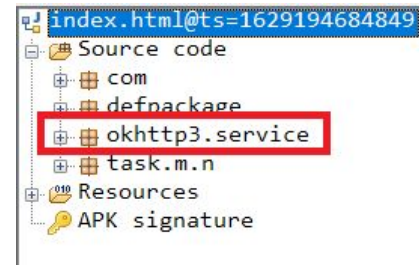 index.html@ts=1629194684849
Source code
com
defpackage
okhttp3.service
task.m.n
Resources
APK signature